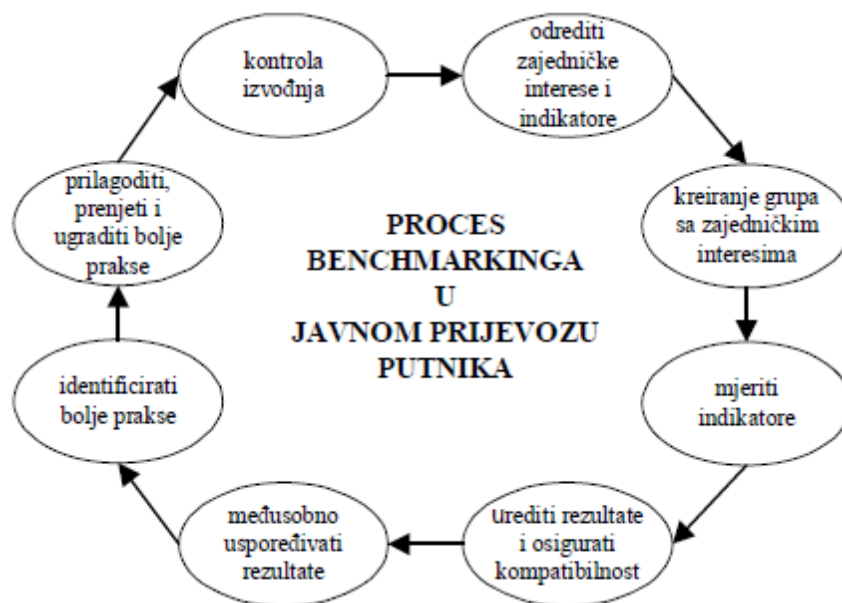 kontrola
izvođnja
odrediti
zajedničke
interese i
indikatore
prilagoditi,
prenjeti i
ugraditi bolje
prakse
kreiranje grupa
sa zajedničkim
interesima
PROCES
BENCHMARKINGA
U
JAVNOM PRIJEVOZU
PUTNIKA
identificirati
bolje prakse
mjeriti
indikatore
međusobno
uspoređivati
rezultate
urediti rezultate
i osigurati
kompatibilnost